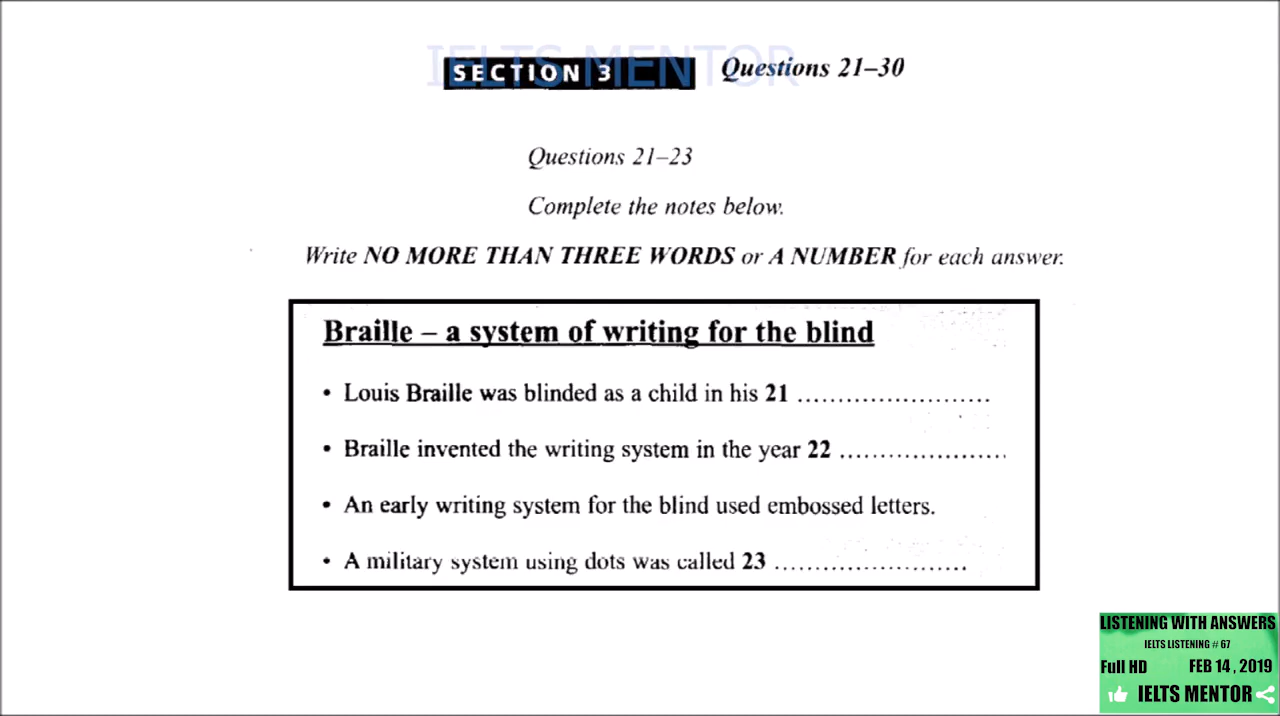 IELTS MENTOR
SECTION 3 Questions 21–30
Questions 21–23
Complete the notes below.
Write NO MORE THAN THREE WORDS or A NUMBER for each answer.
Braille – a system of writing for the blind
• Louis Braille was blinded as a child in his 21 ........................
• Braille invented the writing system in the year 22 .....................
• An early writing system for the blind used embossed letters.
• A military system using dots was called 23 ........................
LISTENING WITH ANSWERS
IELTS LISTENING # 67
Full HD FEB 14 , 2019
IELTS MENTOR